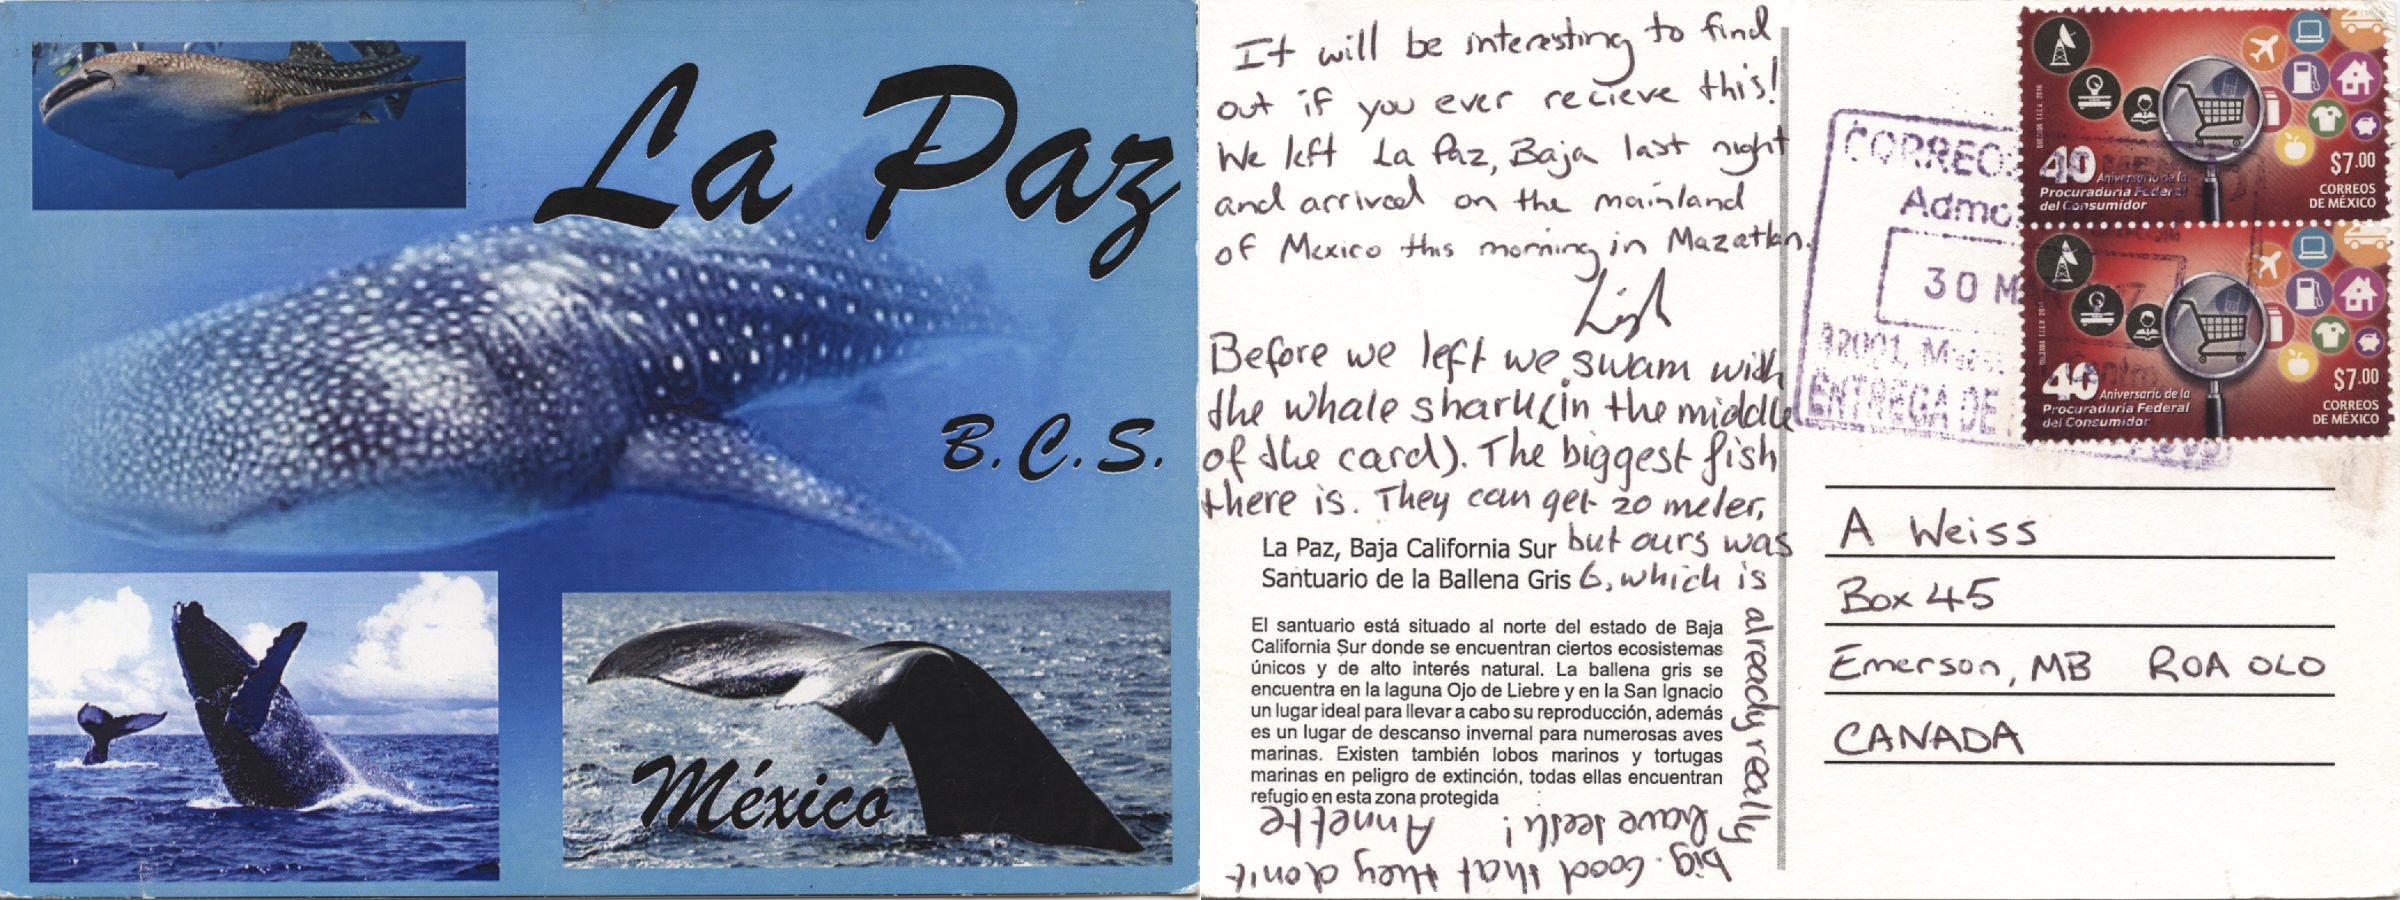 La Paz
B.C.S.
México
It will be interesting to find
out if you ever recieve this!
We left La Paz, Baja last night
and arrived on the mainland
of Mexico this morning in Mazatlan.
Before we left we swam with
the whale shark (in the middle
of the card). The biggest fish
there is. They can get 20 meter,
but ours was
6, which is
already really
big. Good that they don't
have teeth! Annette
La Paz, Baja California Sur
Santuario de la Ballena Gris
El santuario está situado al norte del estado de Baja
California Sur donde se encuentran ciertos ecosistemas
únicos y de alto interés natural. La ballena gris se
encuentra en la laguna Ojo de Liebre y en la San Ignacio
un lugar ideal para llevar a cabo su reproducción, además
es un lugar de descanso invernal para numerosas aves
marinas. Existen también lobos marinos y tortugas
marinas en peligro de extinción, todas ellas encuentran
refugio en esta zona protegida
CORREOS
Admo
30 M
ENTREGA DE
40 Aniversario de la
Procuraduría Federal
del Consumidor
$7.00
CORREOS
DE MÉXICO
40 Aniversario de la
Procuraduría Federal
del Consumidor
$7.00
CORREOS
DE MÉXICO
A Weiss
Box 45
Emerson, MB R0A 0L0
CANADA